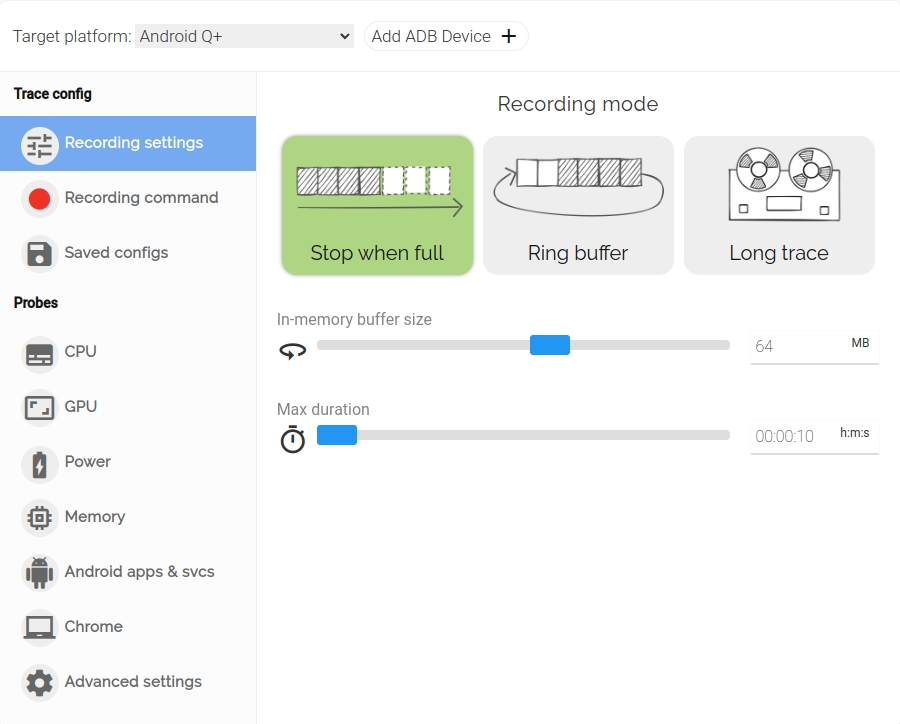 Target platform: Android Q+ Add ADB Device +
Trace config
Recording settings
Recording command
Saved configs
Probes
CPU
GPU
Power
Memory
Android apps & svcs
Chrome
Advanced settings
Recording mode
Stop when full
Ring buffer
Long trace
In-memory buffer size
64 MB
Max duration
00:00:10 h:m:s